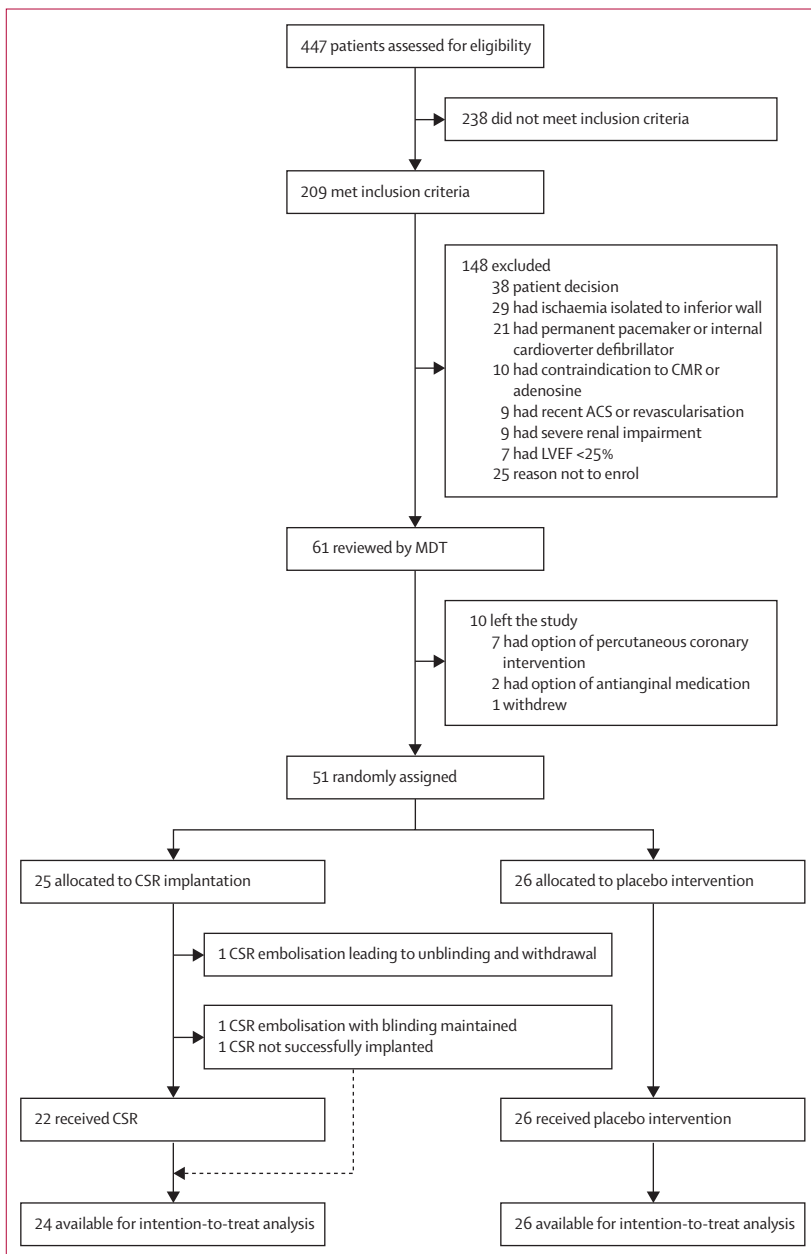 447 patients assessed for eligibility
238 did not meet inclusion criteria
209 met inclusion criteria
148 excluded
38 patient decision
29 had ischaemia isolated to inferior wall
21 had permanent pacemaker or internal
cardioverter defibrillator
10 had contraindication to CMR or
adenosine
9 had recent ACS or revascularisation
9 had severe renal impairment
7 had LVEF <25%
25 reason not to enrol
61 reviewed by MDT
10 left the study
7 had option of percutaneous coronary
intervention
2 had option of antianginal medication
1 withdrew
51 randomly assigned
25 allocated to CSR implantation
26 allocated to placebo intervention
1 CSR embolisation leading to unblinding and withdrawal
1 CSR embolisation with blinding maintained
1 CSR not successfully implanted
22 received CSR
26 received placebo intervention
24 available for intention-to-treat analysis
26 available for intention-to-treat analysis